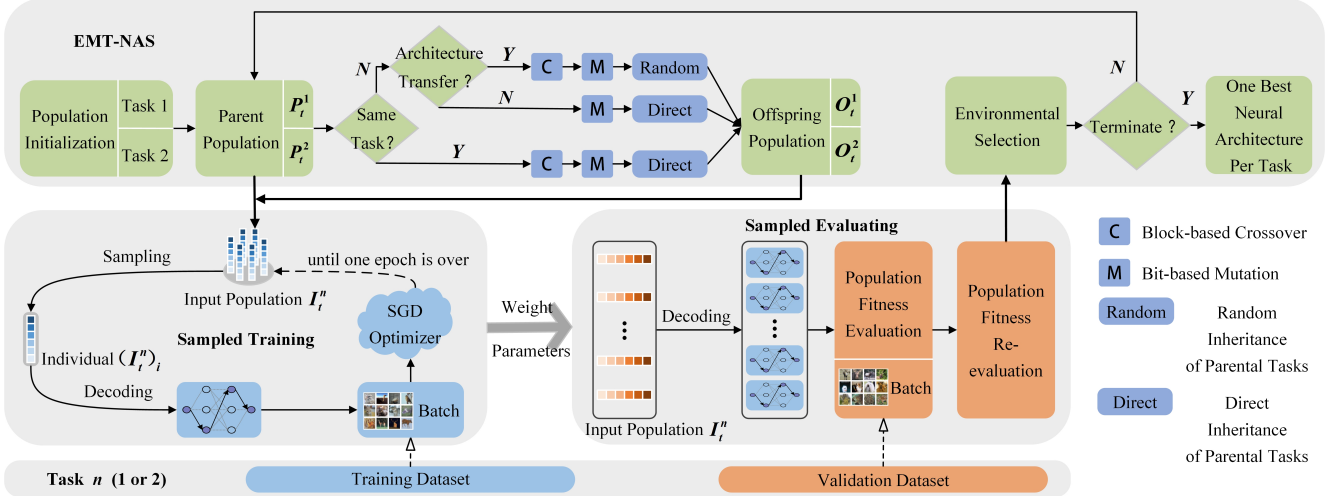 EMT-NAS
Population
Initialization
Task 1
Task 2
Parent
Population
P_t^1
P_t^2
Same
Task?
N
Y
Architecture
Transfer ?
Y
N
C
M
Random
M
Direct
C
M
Direct
Offspring
Population
O_t^1
O_t^2
Environmental
Selection
Terminate ?
N
Y
One Best
Neural
Architecture
Per Task
Sampling
Input Population I_t^n
until one epoch is over
SGD
Optimizer
Sampled Training
Individual (I_t^n)_i
Decoding
Batch
Weight
Parameters
Sampled Evaluating
Input Population I_t^n
Decoding
Population
Fitness
Evaluation
Batch
Population
Fitness
Re-
evaluation
C
Block-based Crossover
M
Bit-based Mutation
Random
Random
Inheritance
of Parental Tasks
Direct
Direct
Inheritance
of Parental Tasks
Task n (1 or 2)
Training Dataset
Validation Dataset